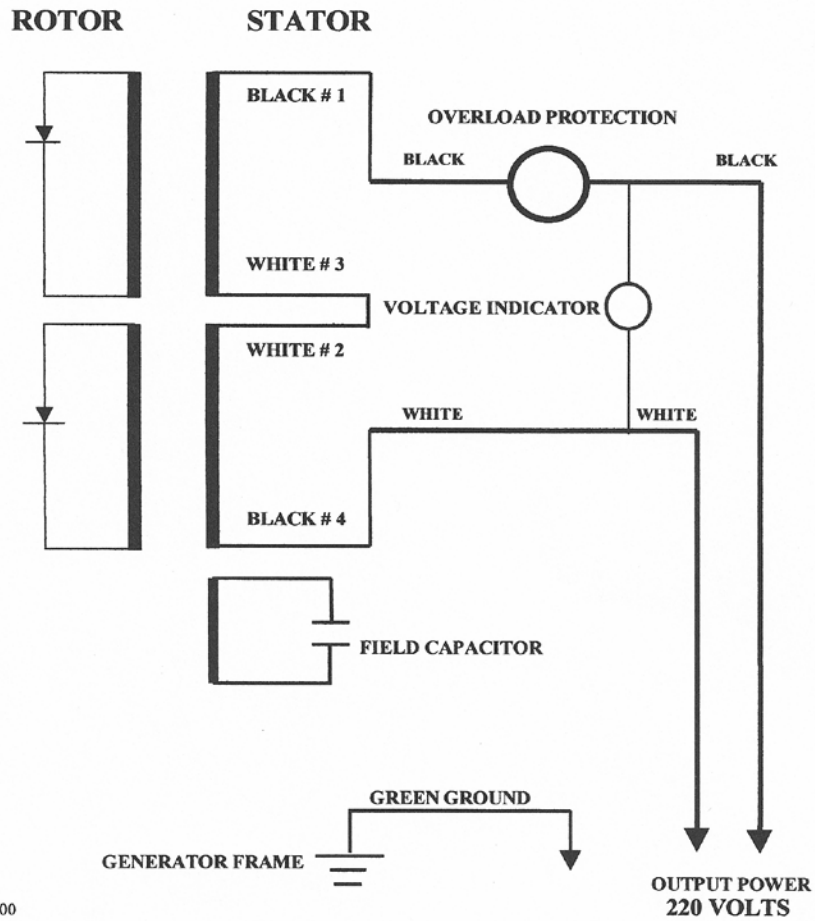 ROTOR
STATOR
BLACK # 1
OVERLOAD PROTECTION
BLACK
BLACK
WHITE # 3
VOLTAGE INDICATOR
WHITE # 2
WHITE
WHITE
BLACK # 4
FIELD CAPACITOR
GREEN GROUND
GENERATOR FRAME
OUTPUT POWER
220 VOLTS
00